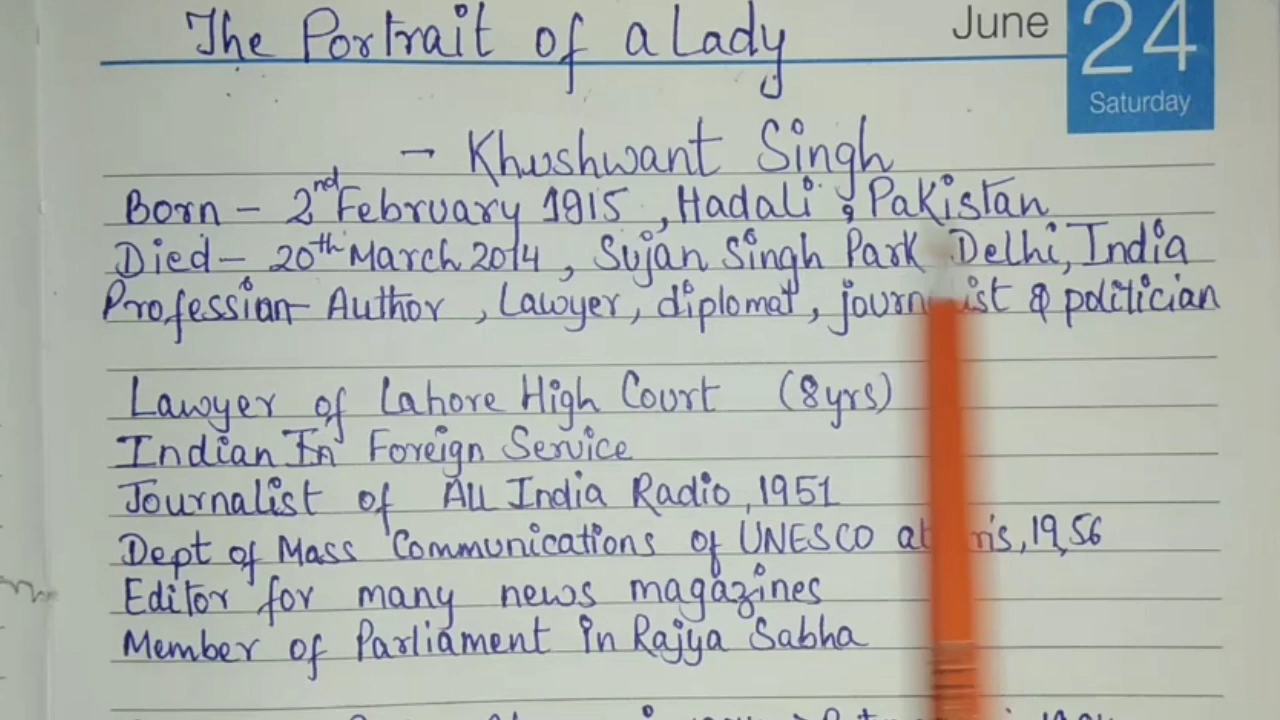 The Portrait of a Lady
June 24
Saturday
- Khushwant Singh
Born - 2nd February 1915, Hadali, Pakistan
Died - 20th March 2014, Sujan Singh Park Delhi, India
Profession - Author, Lawyer, diplomat, & politician
Lawyer of Lahore High Court (8yrs)
Indian In Foreign Service
Journalist of All India Radio, 1951
Dept of Mass Communications of UNESCO at 1956
Editor for many news magazines
Member of Parliament in Rajya Sabha